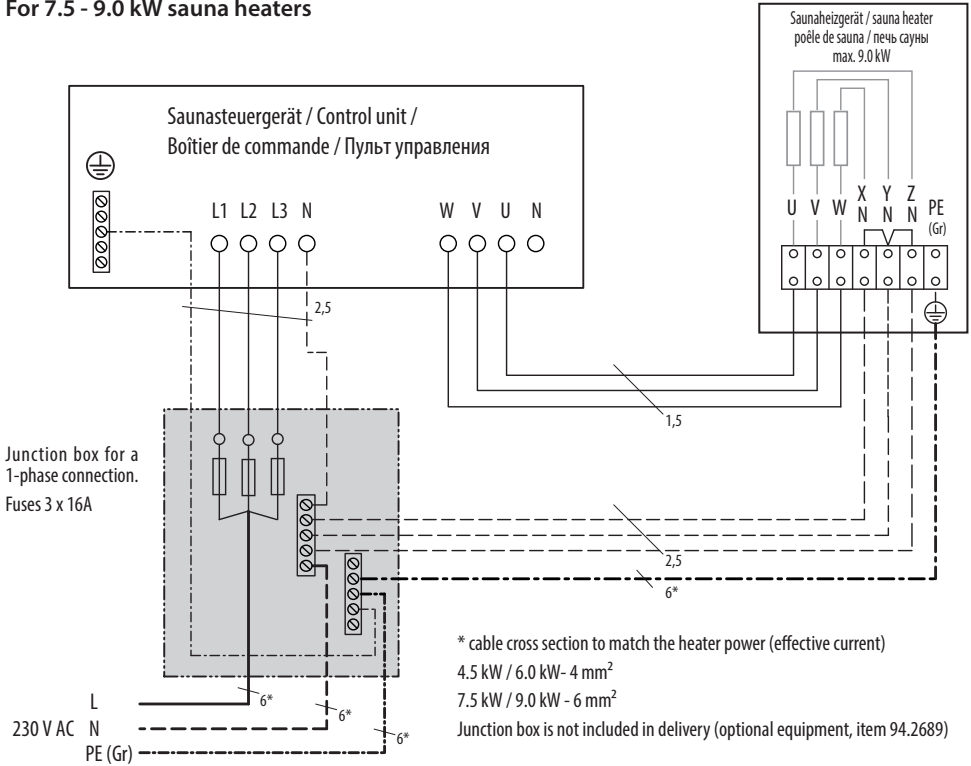 For 7.5 - 9.0 kW sauna heaters
Saunaheizgerät / sauna heater
poêle de sauna / печь сауны
max. 9.0 kW
Saunasteuergerät / Control unit /
Boîtier de commande / Пульт управления
L1 L2 L3 N
W V U N
U V W X Y Z PE
N N N (Gr)
2,5
1,5
Junction box for a
1-phase connection.
Fuses 3 x 16A
2,5
6*
* cable cross section to match the heater power (effective current)
4.5 kW / 6.0 kW- 4 mm²
7.5 kW / 9.0 kW - 6 mm²
Junction box is not included in delivery (optional equipment, item 94.2689)
6*
6*
6*
L
230 V AC N
PE (Gr)